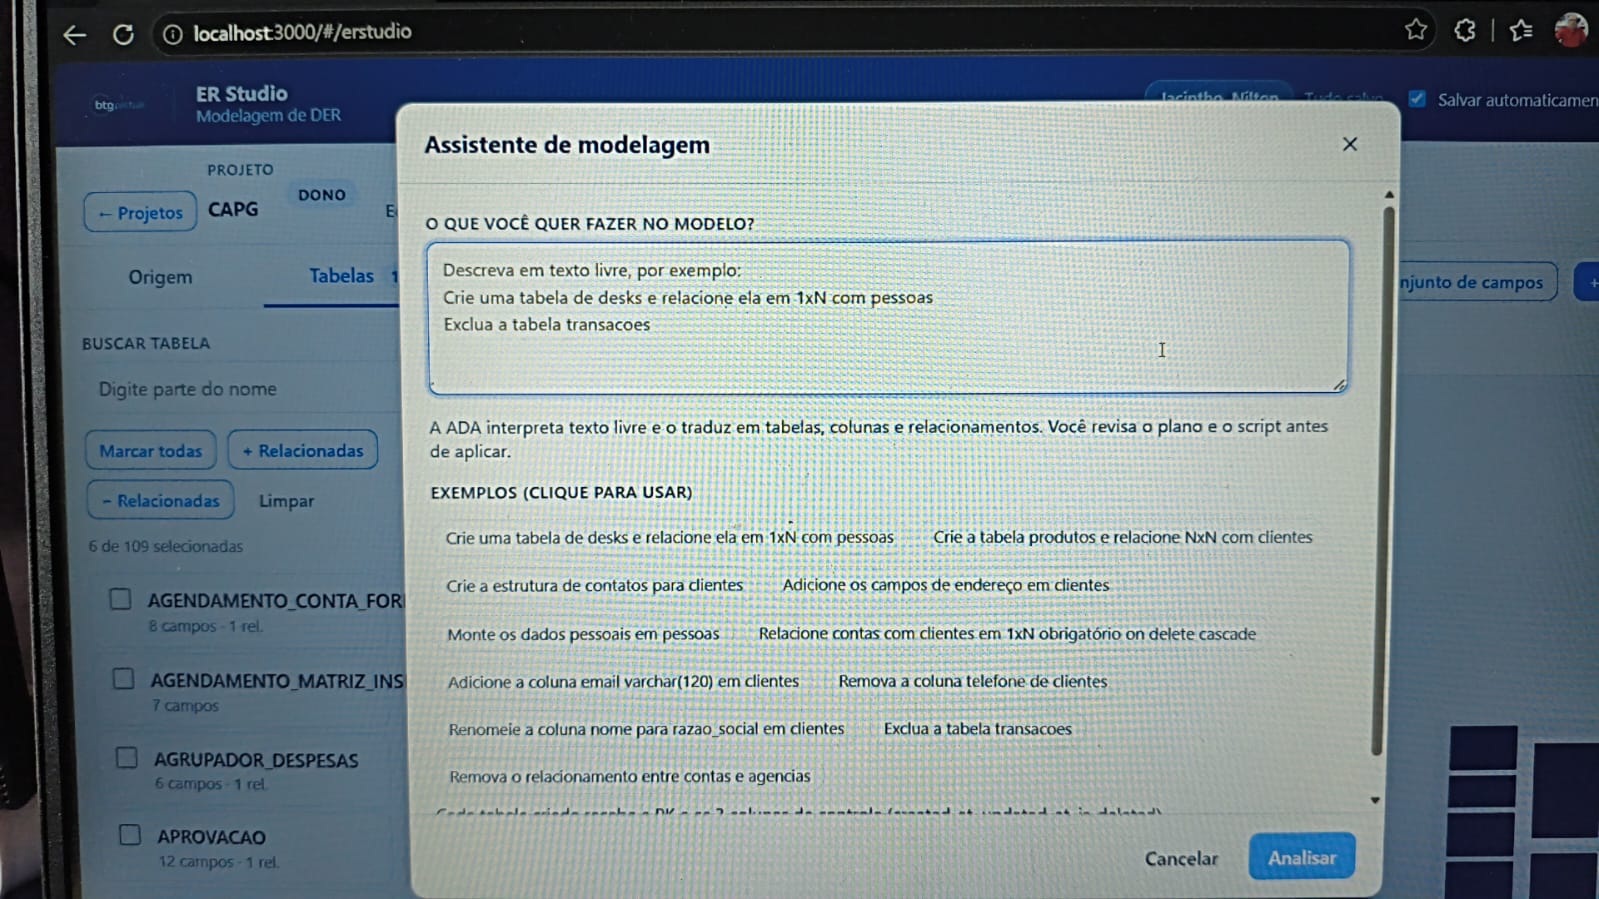 localhost:3000/#/erstudio
btg
ER Studio
Modelagem de DER
Jacintho, Nilton
Tudo salvo
Salvar automaticamen
PROJETO
← Projetos
CAPG
DONO
Origem
Tabelas
BUSCAR TABELA
Digite parte do nome
Marcar todas
+ Relacionadas
− Relacionadas
Limpar
6 de 109 selecionadas
AGENDAMENTO_CONTA_FOR
8 campos · 1 rel.
AGENDAMENTO_MATRIZ_INS
7 campos
AGRUPADOR_DESPESAS
6 campos · 1 rel.
APROVACAO
12 campos · 1 rel.
Assistente de modelagem
O QUE VOCÊ QUER FAZER NO MODELO?
Descreva em texto livre, por exemplo:
Crie uma tabela de desks e relacione ela em 1xN com pessoas
Exclua a tabela transacoes
A ADA interpreta texto livre e o traduz em tabelas, colunas e relacionamentos. Você revisa o plano e o script antes
de aplicar.
EXEMPLOS (CLIQUE PARA USAR)
Crie uma tabela de desks e relacione ela em 1xN com pessoas
Crie a tabela produtos e relacione NxN com clientes
Crie a estrutura de contatos para clientes
Adicione os campos de endereço em clientes
Monte os dados pessoais em pessoas
Relacione contas com clientes em 1xN obrigatório on delete cascade
Adicione a coluna email varchar(120) em clientes
Remova a coluna telefone de clientes
Renomeie a coluna nome para razao_social em clientes
Exclua a tabela transacoes
Remova o relacionamento entre contas e agencias
Cancelar
Analisar
njunto de campos
+